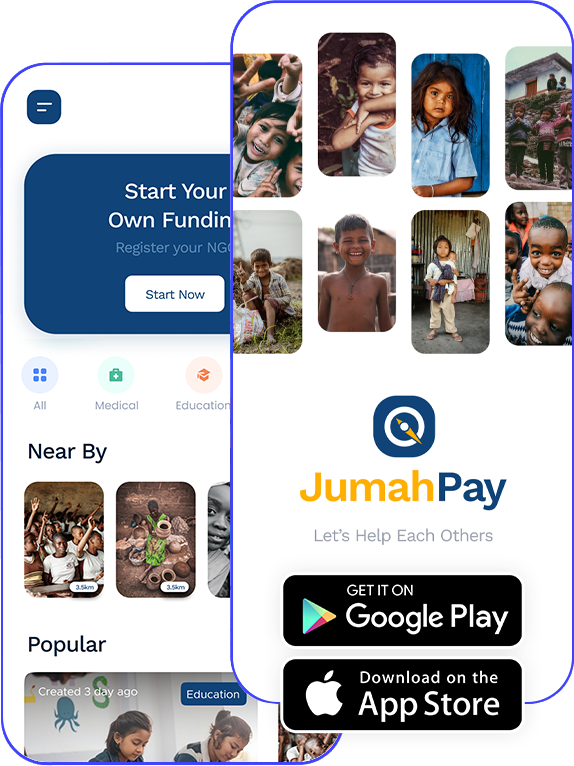 Start Your
Own Funding
Register your NGO
Start Now
All
Medical
Education
Near By
3.5km
3.5km
Popular
Created 3 day ago
Education
JumahPay
Let's Help Each Others
GET IT ON
Google Play
Download on the
App Store